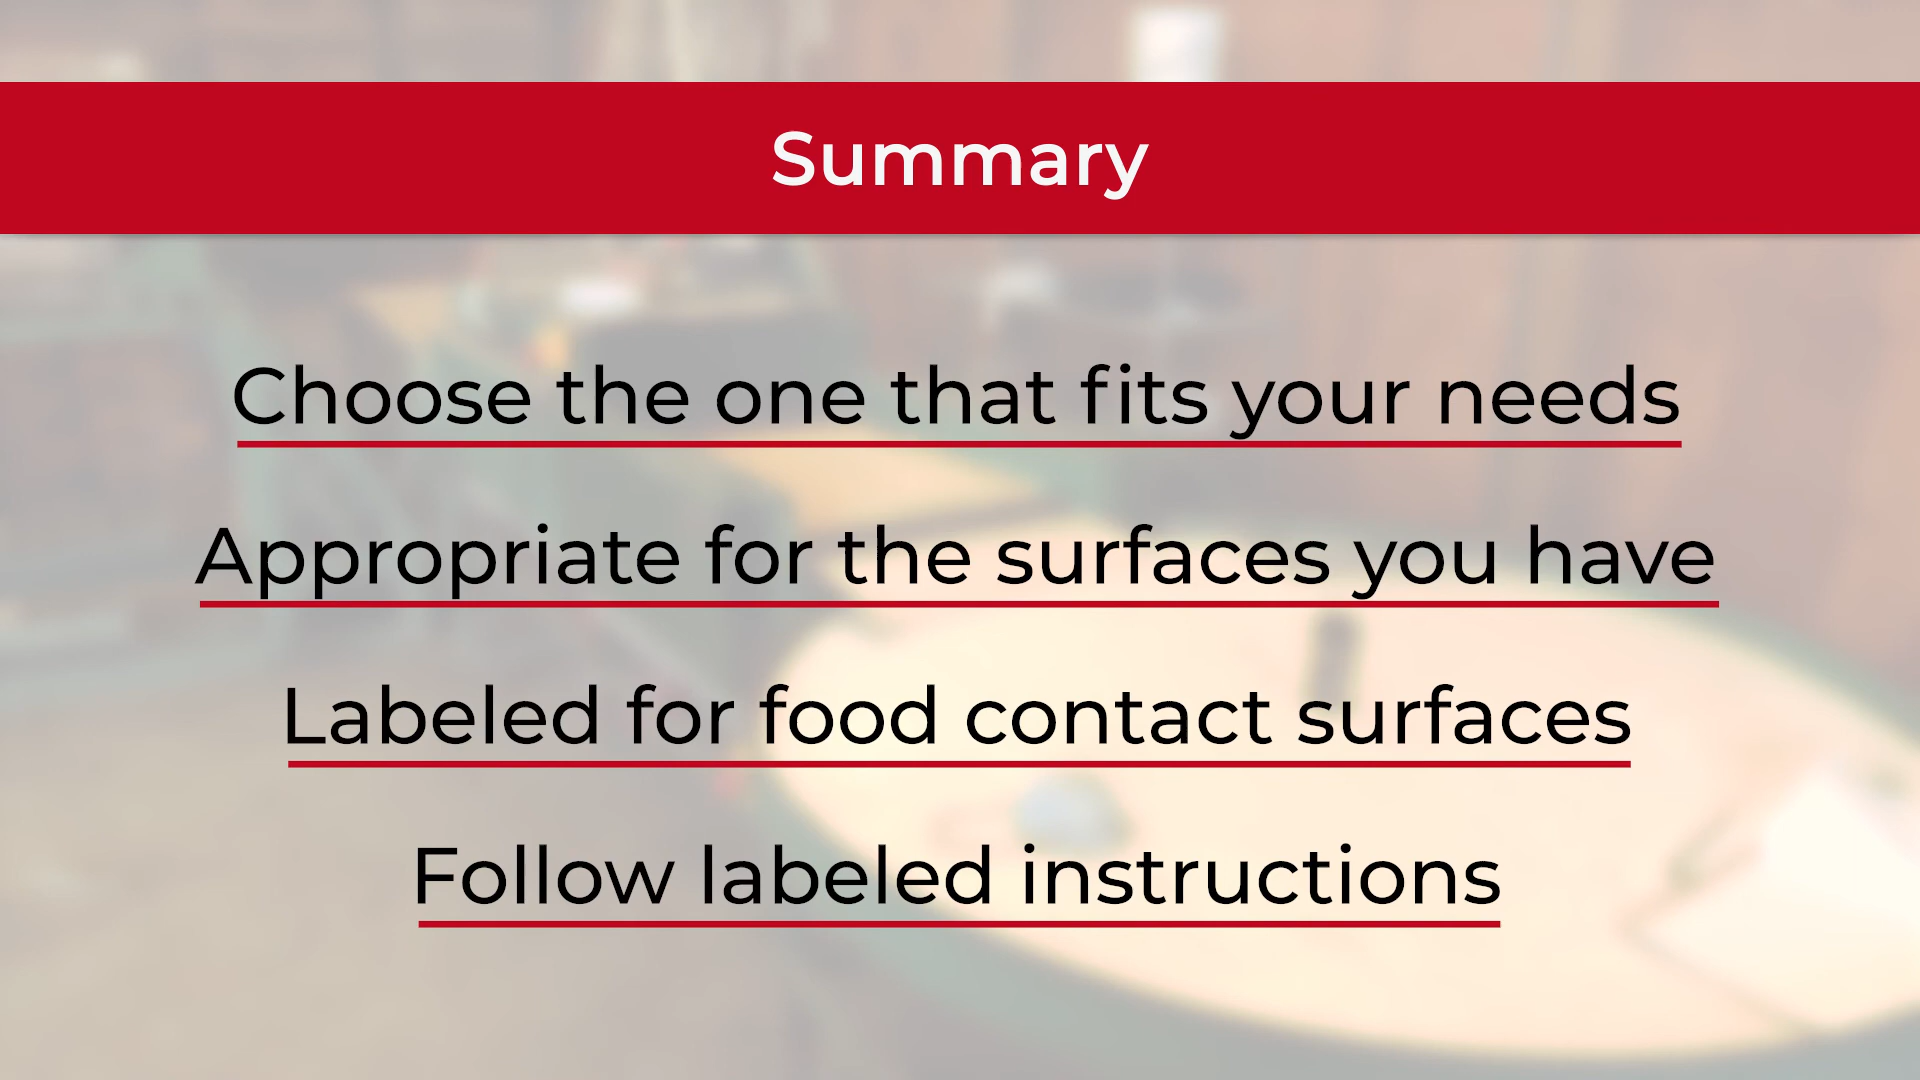 Summary
Choose the one that fits your needs
Appropriate for the surfaces you have
Labeled for food contact surfaces
Follow labeled instructions